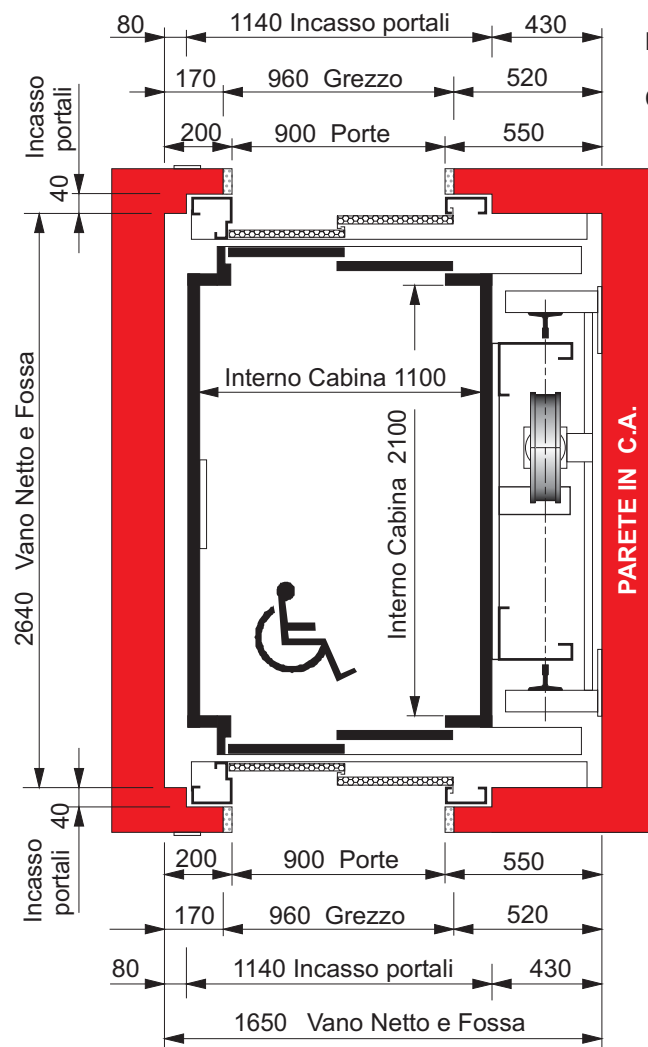 80 1140 Incasso portali 430
170 960 Grezzo 520
200 900 Porte 550
Incasso
portali
40
2640 Vano Netto e Fossa
Interno Cabina 1100
Interno Cabina 2100
PARETE IN C.A.
40
Incasso
portali
200 900 Porte 550
170 960 Grezzo 520
80 1140 Incasso portali 430
1650 Vano Netto e Fossa